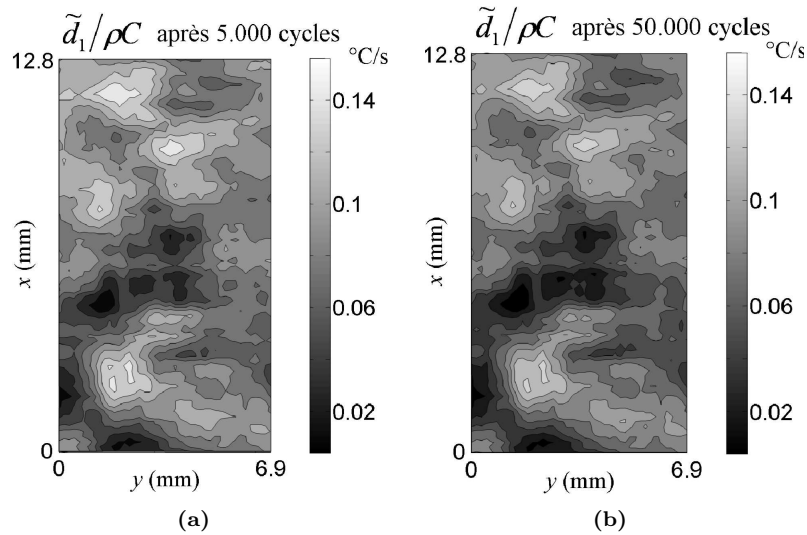 d̃₁/ρC après 5.000 cycles
°C/s
12.8
0.14
0.1
x (mm)
0.06
0.02
0
0
6.9
y (mm)
(a)
d̃₁/ρC après 50.000 cycles
°C/s
12.8
0.14
0.1
x (mm)
0.06
0.02
0
0
6.9
y (mm)
(b)